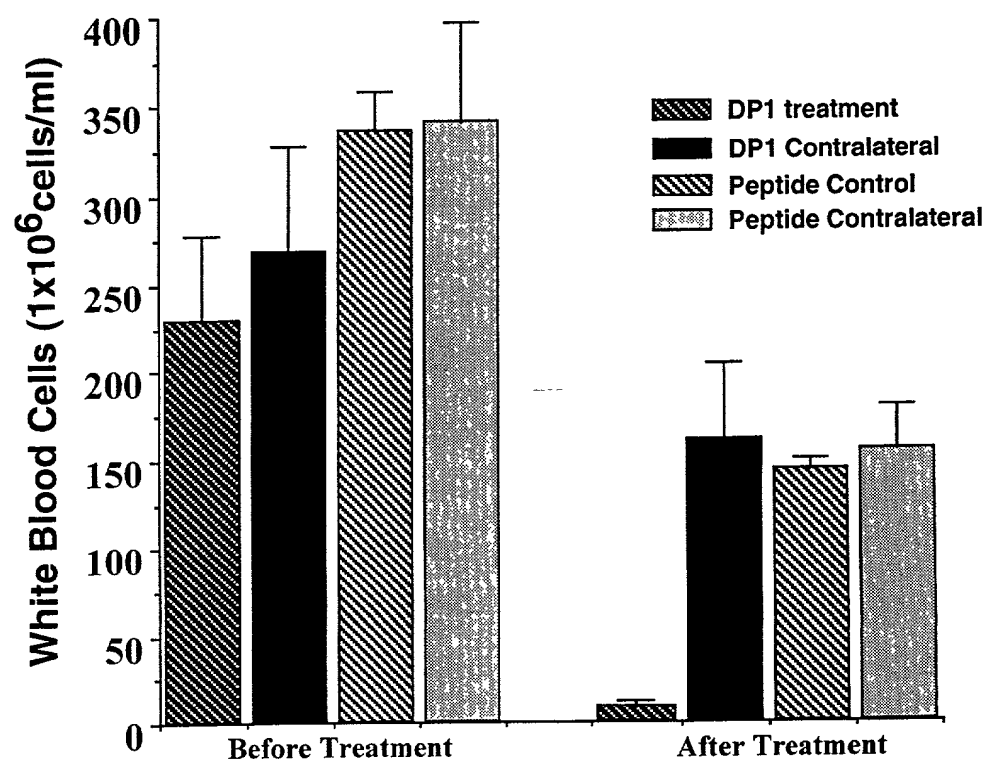 White Blood Cells (1x10⁶cells/ml)
400
350
300
250
200
150
100
50
0
DP1 treatment
DP1 Contralateral
Peptide Control
Peptide Contralateral
Before Treatment
After Treatment